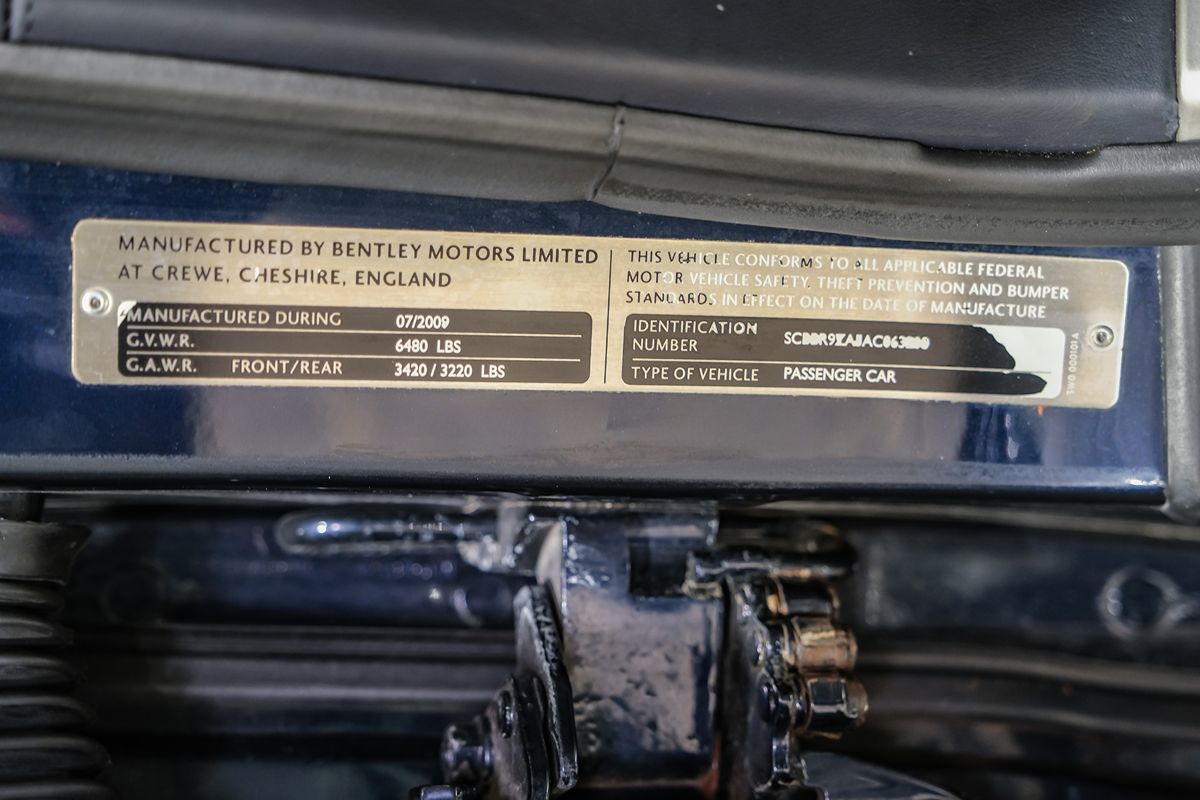 MANUFACTURED BY BENTLEY MOTORS LIMITED
AT CREWE, CHESHIRE, ENGLAND
MANUFACTURED DURING 07/2009
G.V.W.R. 6480 LBS
G.A.W.R. FRONT/REAR 3420 / 3220 LBS
THIS VEHICLE CONFORMS TO ALL APPLICABLE FEDERAL
MOTOR VEHICLE SAFETY, THEFT PREVENTION AND BUMPER
STANDARDS IN EFFECT ON THE DATE OF MANUFACTURE
IDENTIFICATION
NUMBER
TYPE OF VEHICLE PASSENGER CAR
TWO 000101A